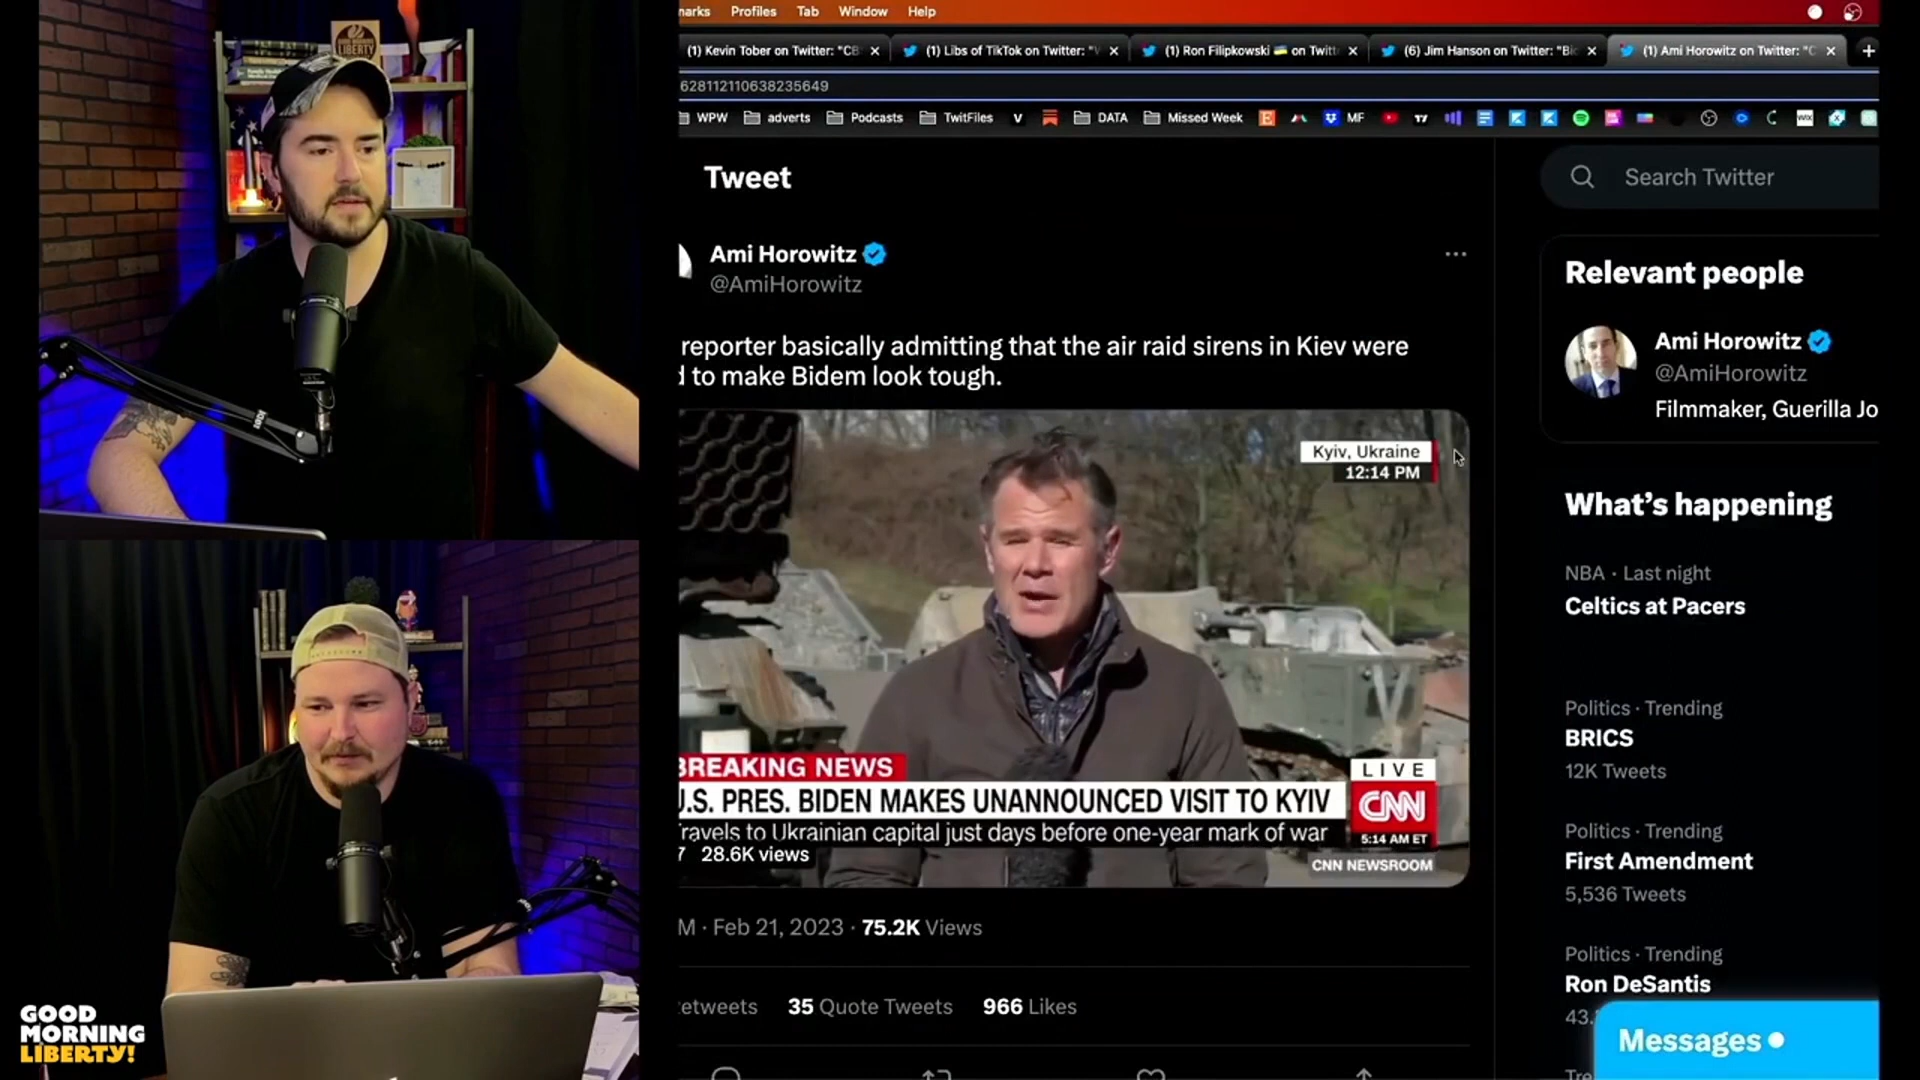 marks Profiles Tab Window Help
(1) Kevin Tober on Twitter: "CB
(1) Libs of TikTok on Twitter: "
(1) Ron Filipkowski on Twitt
(6) Jim Hanson on Twitter: "Bi
(1) Ami Horowitz on Twitter: "C
628112110638235649
WPW adverts Podcasts TwitFiles V DATA Missed Week MF
Tweet
Search Twitter
Ami Horowitz
@AmiHorowitz
reporter basically admitting that the air raid sirens in Kiev were
d to make Bidem look tough.
Kyiv, Ukraine
12:14 PM
BREAKING NEWS
U.S. PRES. BIDEN MAKES UNANNOUNCED VISIT TO KYIV
Travels to Ukrainian capital just days before one-year mark of war
7 28.6K views
LIVE
CNN
5:14 AM ET
CNN NEWSROOM
M · Feb 21, 2023 · 75.2K Views
etweets 35 Quote Tweets 966 Likes
Relevant people
Ami Horowitz
@AmiHorowitz
Filmmaker, Guerilla Jo
What's happening
NBA · Last night
Celtics at Pacers
Politics · Trending
BRICS
12K Tweets
Politics · Trending
First Amendment
5,536 Tweets
Politics · Trending
Ron DeSantis
43.
Messages
Tre
GOOD
MORNING
LIBERTY!